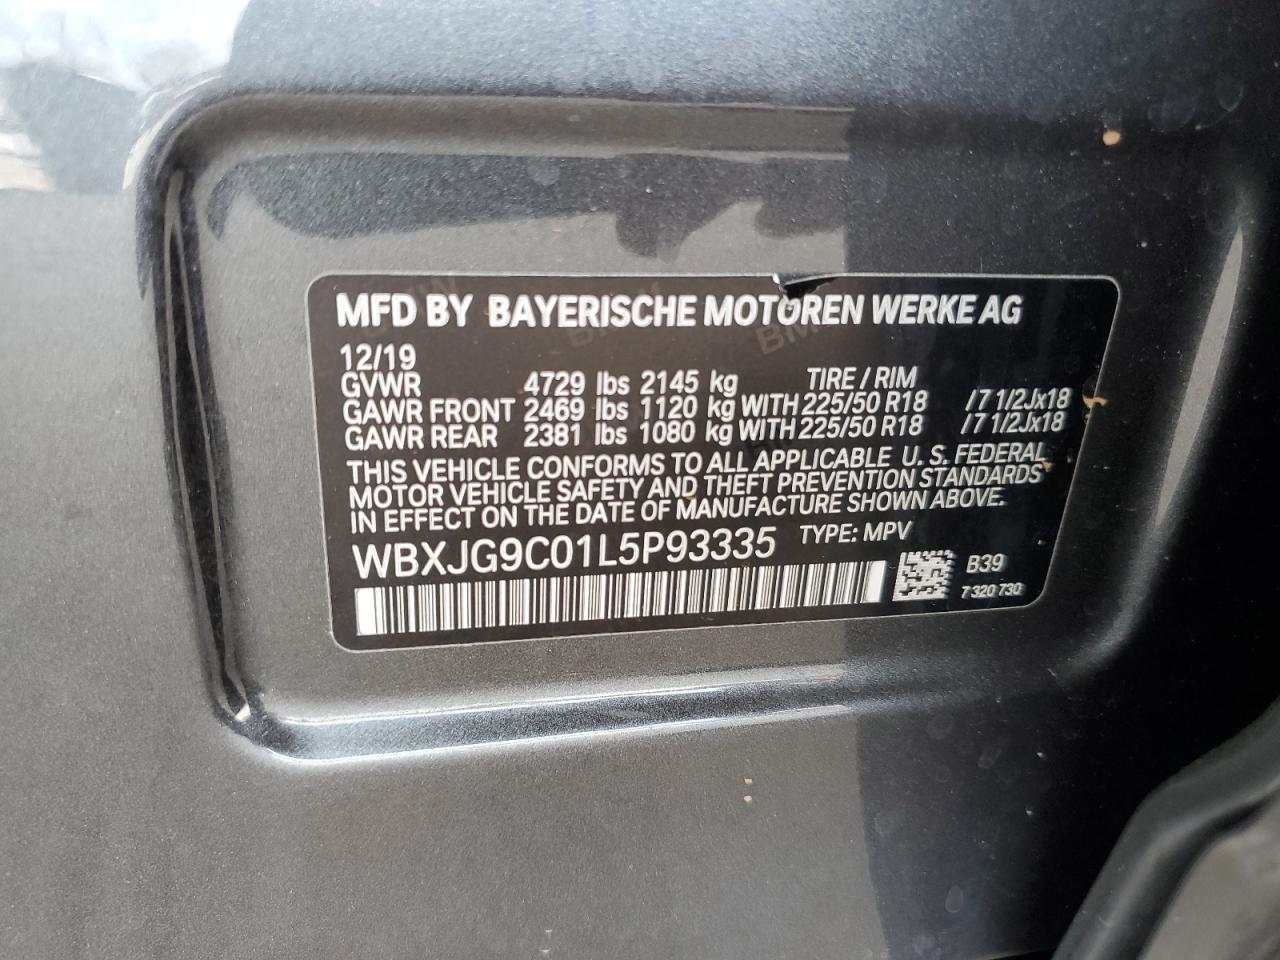 MFD BY BAYERISCHE MOTOREN WERKE AG
12/19
GVWR 4729 lbs 2145 kg TIRE / RIM
GAWR FRONT 2469 lbs 1120 kg WITH 225/50 R18 /7 1/2Jx18
GAWR REAR 2381 lbs 1080 kg WITH 225/50 R18 /7 1/2Jx18
THIS VEHICLE CONFORMS TO ALL APPLICABLE U. S. FEDERAL
MOTOR VEHICLE SAFETY AND THEFT PREVENTION STANDARDS
IN EFFECT ON THE DATE OF MANUFACTURE SHOWN ABOVE.
WBXJG9C01L5P93335 TYPE: MPV
B39
7 320 730